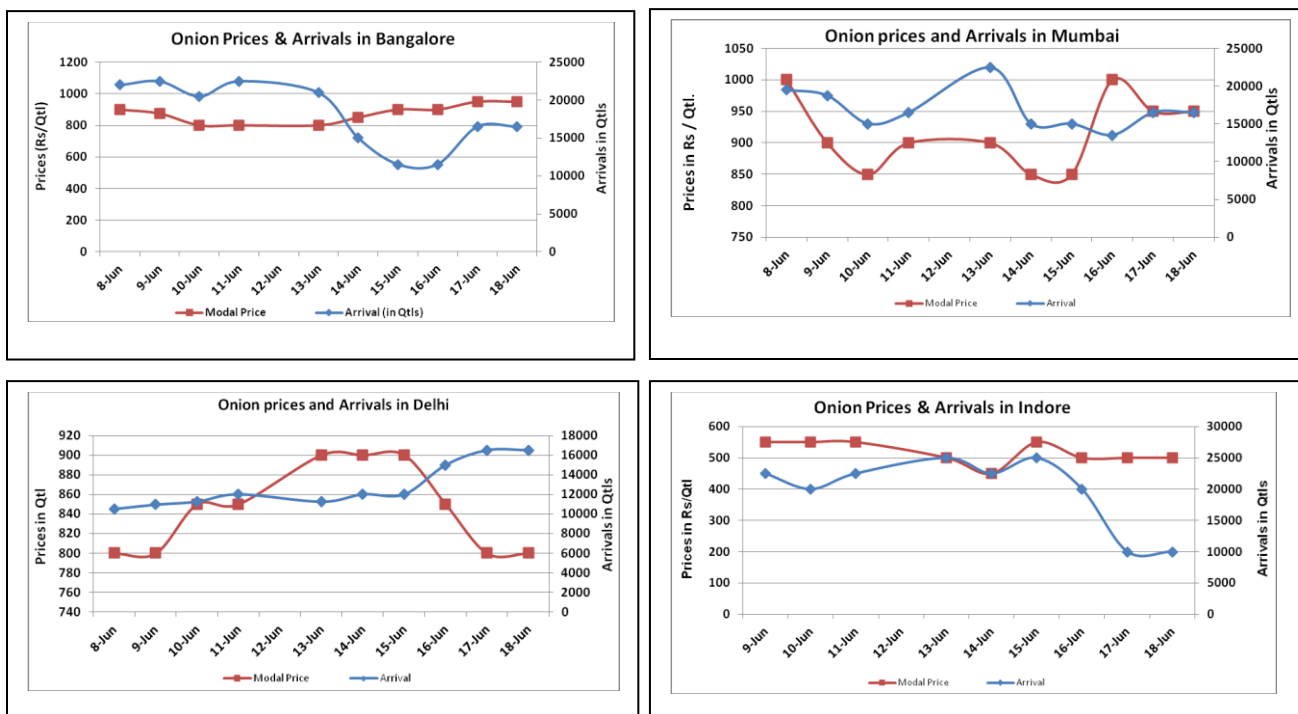 Onion Prices & Arrivals in Bangalore
Prices (Rs/Qtl)
1200
1000
800
600
400
200
0
25000
20000
15000
10000
5000
0
Arrivals in Qtls
8-Jun
9-Jun
10-Jun
11-Jun
12-Jun
13-Jun
14-Jun
15-Jun
16-Jun
17-Jun
18-Jun
Modal Price
Arrival (in Qtls)
Onion prices and Arrivals in Mumbai
Prices in Rs / Qtl.
1050
1000
950
900
850
800
750
25000
20000
15000
10000
5000
0
Arrivals in Qtls
8-Jun
9-Jun
10-Jun
11-Jun
12-Jun
13-Jun
14-Jun
15-Jun
16-Jun
17-Jun
18-Jun
Modal Price
Arrival
Onion prices and Arrivals in Delhi
Prices in Qtl
920
900
880
860
840
820
800
780
760
740
18000
16000
14000
12000
10000
8000
6000
4000
2000
0
Arrivals in Qtls
8-Jun
9-Jun
10-Jun
11-Jun
12-Jun
13-Jun
14-Jun
15-Jun
16-Jun
17-Jun
18-Jun
Modal Price
Arrival
Onion Prices & Arrivals in Indore
Prices in Rs/Qtl
600
500
400
300
200
100
0
30000
25000
20000
15000
10000
5000
0
Arrivals in Qtls
9-Jun
10-Jun
11-Jun
12-Jun
13-Jun
14-Jun
15-Jun
16-Jun
17-Jun
18-Jun
Modal Price
Arrival